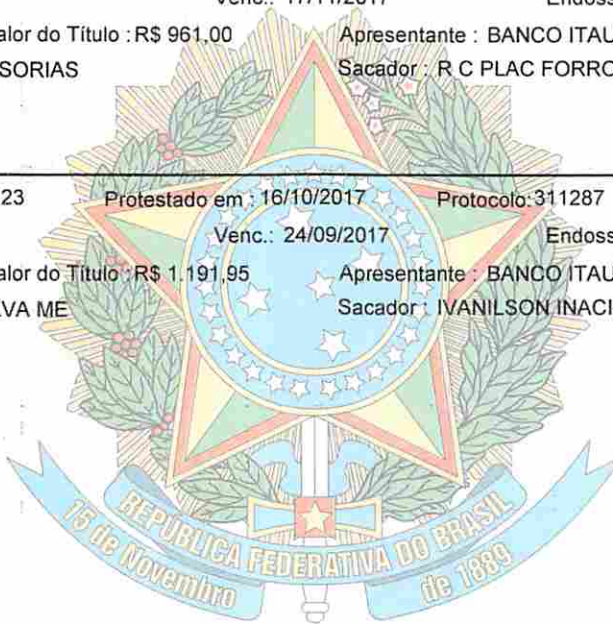 Venc.: 17/11/2017 Endoss
alor do Título : R$ 961,00 Apresentante : BANCO ITAU
SORIAS Sacador : R C PLAC FORRO
23 Protestado em : 16/10/2017 Protocolo: 311287
Venc.: 24/09/2017 Endoss
alor do Título : R$ 1.191,95 Apresentante : BANCO ITAU
VA ME Sacador : IVANILSON INACI
REPÚBLICA FEDERATIVA DO BRASIL
15 de Novembro de 1889